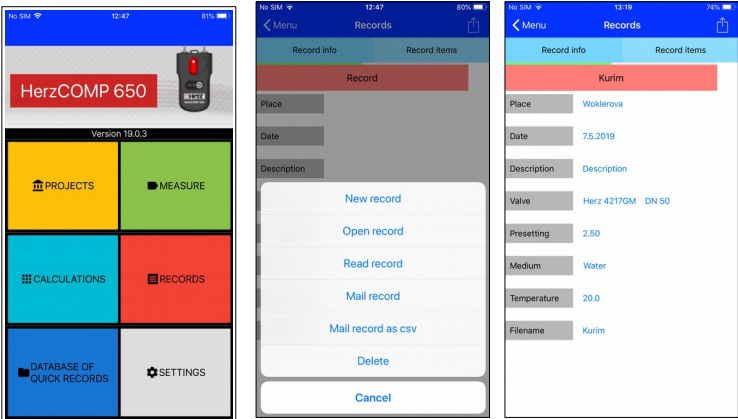 No SIM 12:47 81%
HerzCOMP 650
HERZ
Version 19.0.3
PROJECTS
MEASURE
CALCULATIONS
RECORDS
DATABASE OF
QUICK RECORDS
SETTINGS
No SIM 12:47 80%
Menu Records
Record info Record items
Record
Place
Date
Description
New record
Open record
Read record
Mail record
Mail record as csv
Delete
Cancel
No SIM 13:19 74%
Menu Records
Record info Record items
Kurim
Place Woklerova
Date 7.5.2019
Description Description
Valve Herz 4217GM DN 50
Presetting 2.50
Medium Water
Temperature 20.0
Filename Kurim